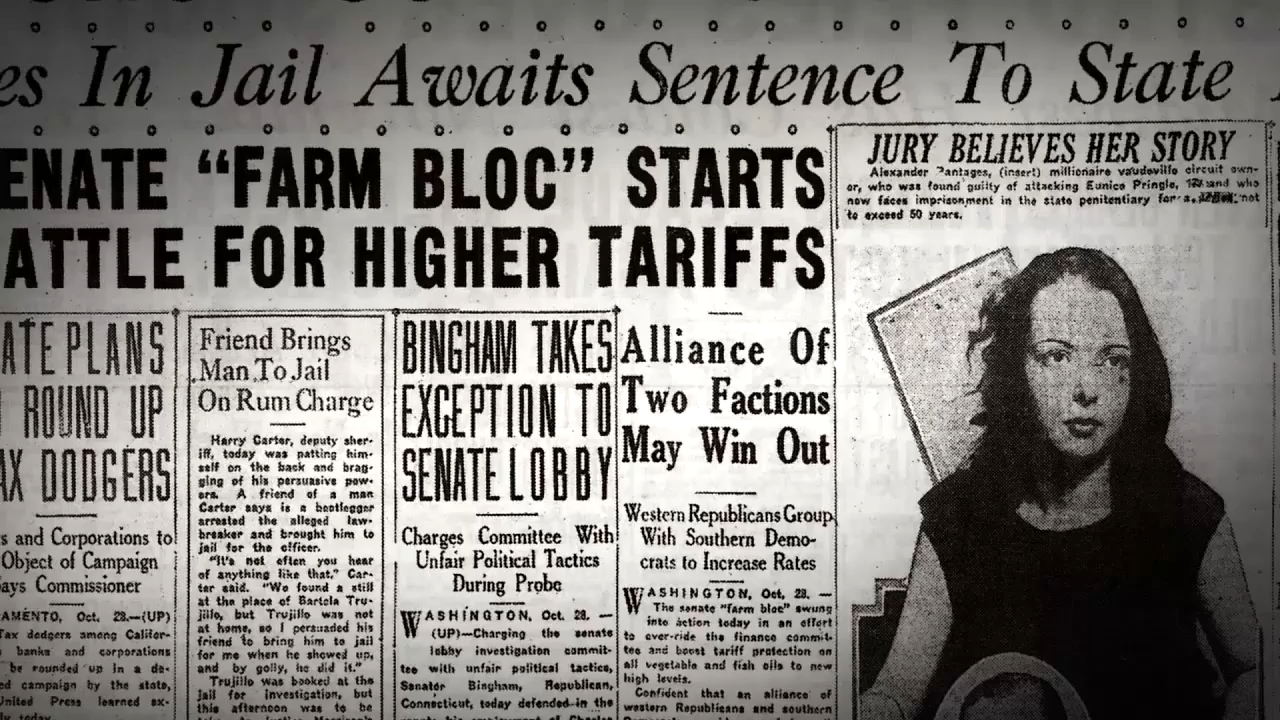 es In Jail Awaits Sentence To State
ENATE “FARM BLOC” STARTS
ATTLE FOR HIGHER TARIFFS
ATE PLANS
ROUND UP
AX DODGERS
s and Corporations to
Object of Campaign
ays Commissioner
AMENTO, Oct. 28.—(UP)
Tax dodgers among Califor-
banks and corporations
be rounded up in a de-
ed campaign by the state,
United Press learned ex-
ly today.
Friend Brings
Man To Jail
On Rum Charge
Harry Carter, deputy sher-
iff, today was patting him-
self on the back and brag-
ging of his persuasive pow-
ers. A friend of a man
Carter says is a bootlegger
arrested the alleged law-
breaker and brought him to
jail for the officer.
“It's not often you hear
of anything like that,” Car-
ter said. “We found a still
at the place of Bartola Tru-
jillo, but Trujillo was not
at home, so I persuaded his
friend to bring him to jail
for me when he showed up,
and by golly, he did it.”
Trujillo was booked at the
jail for investigation, but
this afternoon was to be
BINGHAM TAKES
EXCEPTION TO
SENATE LOBBY
Charges Committee With
Unfair Political Tactics
During Probe
WASHINGTON, Oct. 28. —
(UP)—Charging the senate
lobby investigation commit-
tee with unfair political tactics,
Senator Bingham, Republican,
Connecticut, today defended in the
senate his employment of Charles
Alliance Of
Two Factions
May Win Out
Western Republicans Group
With Southern Demo-
crats to Increase Rates
WASHINGTON, Oct. 28. —
The senate “farm bloc” swung
into action today in an effort
to over-ride the finance commit-
tee and boost tariff protection on
all vegetable and fish oils to new
high levels.
Confident that an alliance of
western Republicans and southern
JURY BELIEVES HER STORY
Alexander Pantages, (insert) millionaire vaudeville circuit own-
er, who was found guilty of attacking Eunice Pringle, 17, and who
now faces imprisonment in the state penitentiary for a not
to exceed 50 years.